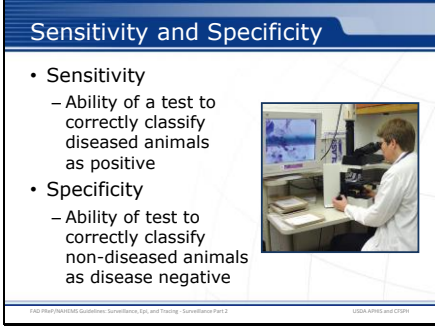 Sensitivity and Specificity
• Sensitivity
– Ability of a test to
correctly classify
diseased animals
as positive
• Specificity
– Ability of test to
correctly classify
non-diseased animals
as disease negative
FAD PReP/NAHEMS Guidelines: Surveillance, Epi, and Tracing - Surveillance Part 2
USDA APHIS and CFSPH